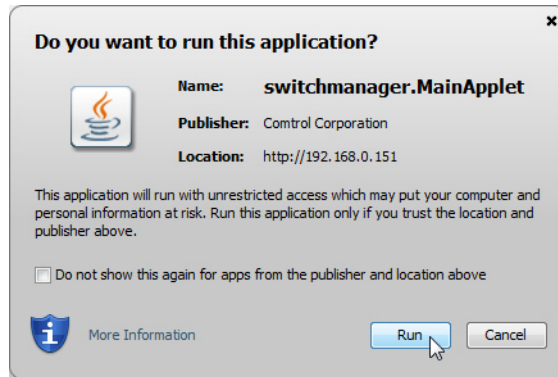 Do you want to run this application?
Name: switchmanager.MainApplet
Publisher: Comtrol Corporation
Location: http://192.168.0.151
This application will run with unrestricted access which may put your computer and
personal information at risk. Run this application only if you trust the location and
publisher above.
Do not show this again for apps from the publisher and location above
More Information Run Cancel